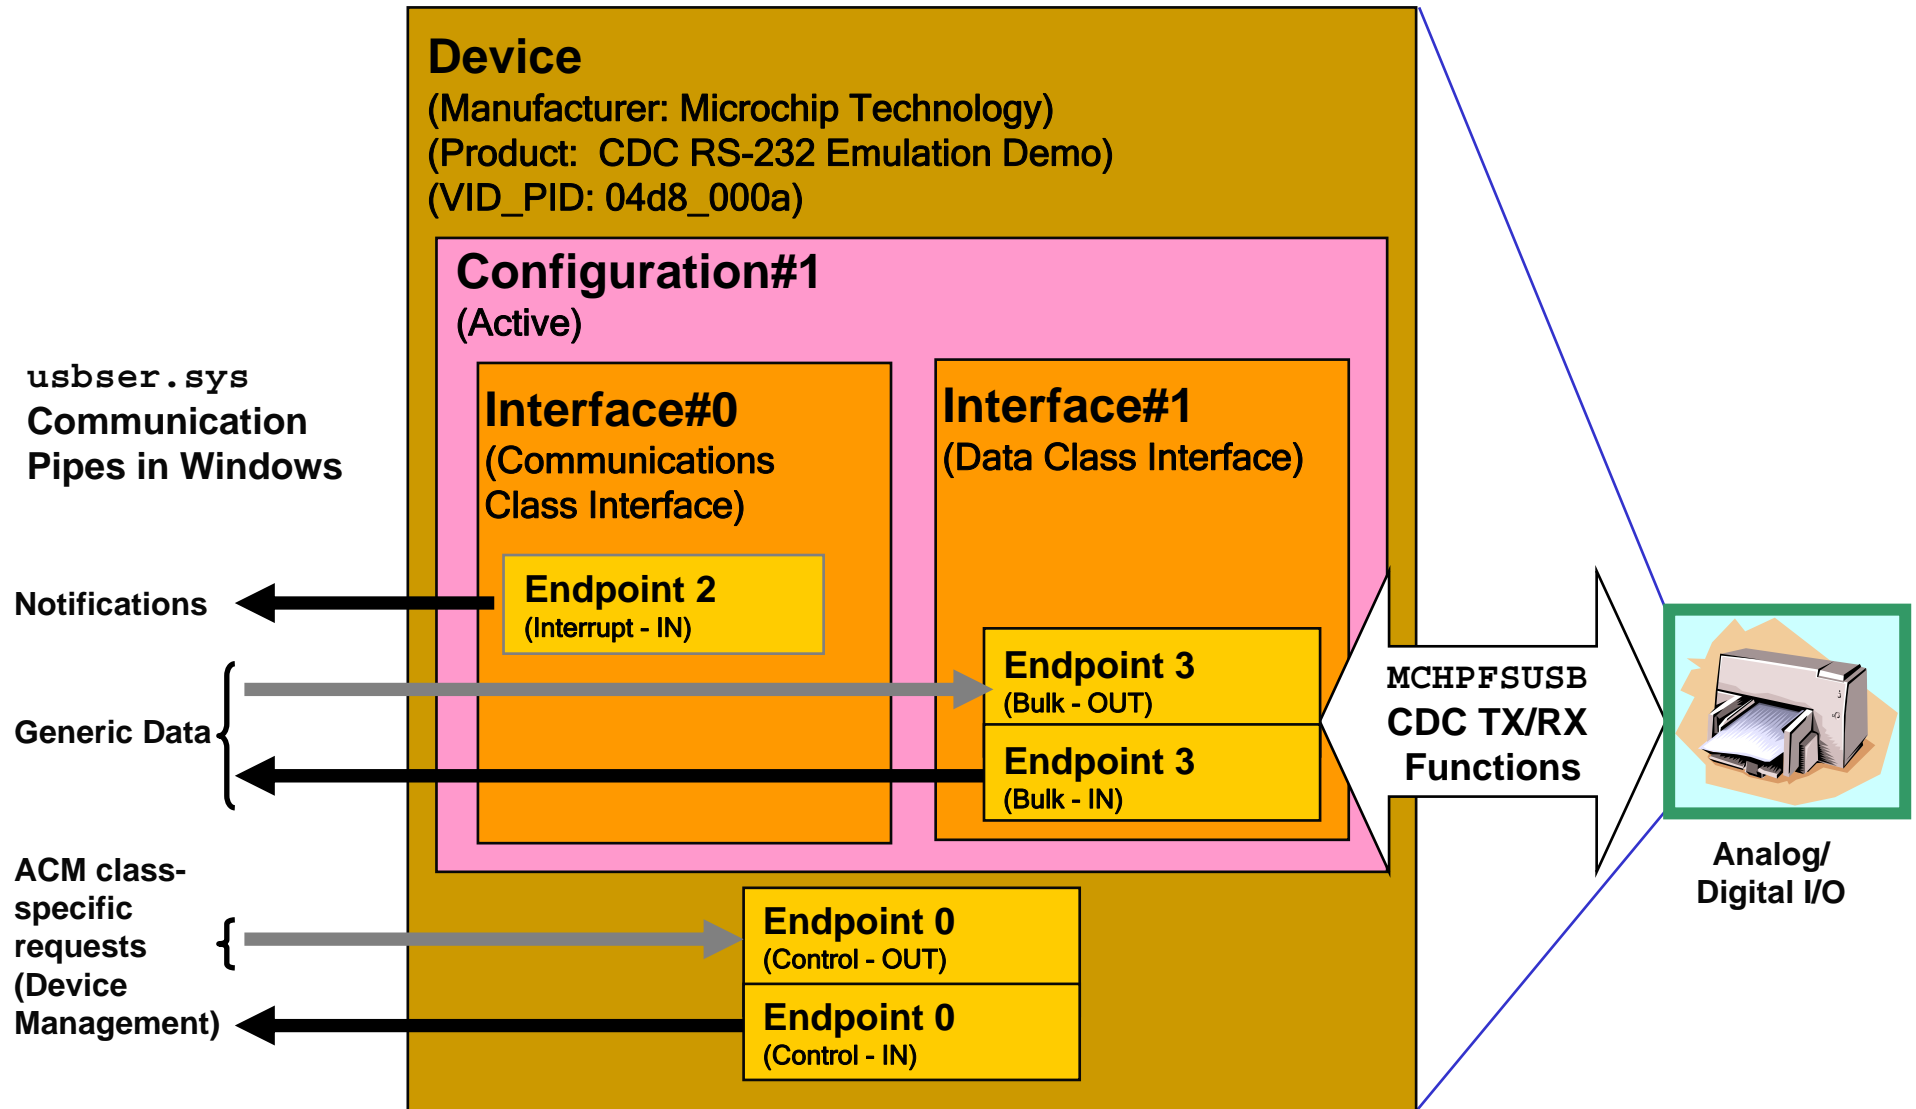 Device
(Manufacturer: Microchip Technology)
(Product: CDC RS-232 Emulation Demo)
(VID_PID: 04d8_000a)
Configuration#1
(Active)
usbser.sys
Communication
Pipes in Windows
Interface#0
(Communications
Class Interface)
Interface#1
(Data Class Interface)
Notifications
Endpoint 2
(Interrupt - IN)
Generic Data
Endpoint 3
(Bulk - OUT)
Endpoint 3
(Bulk - IN)
MCHPFSUSB
CDC TX/RX
Functions
Analog/
Digital I/O
ACM class-
specific
requests
(Device
Management)
Endpoint 0
(Control - OUT)
Endpoint 0
(Control - IN)